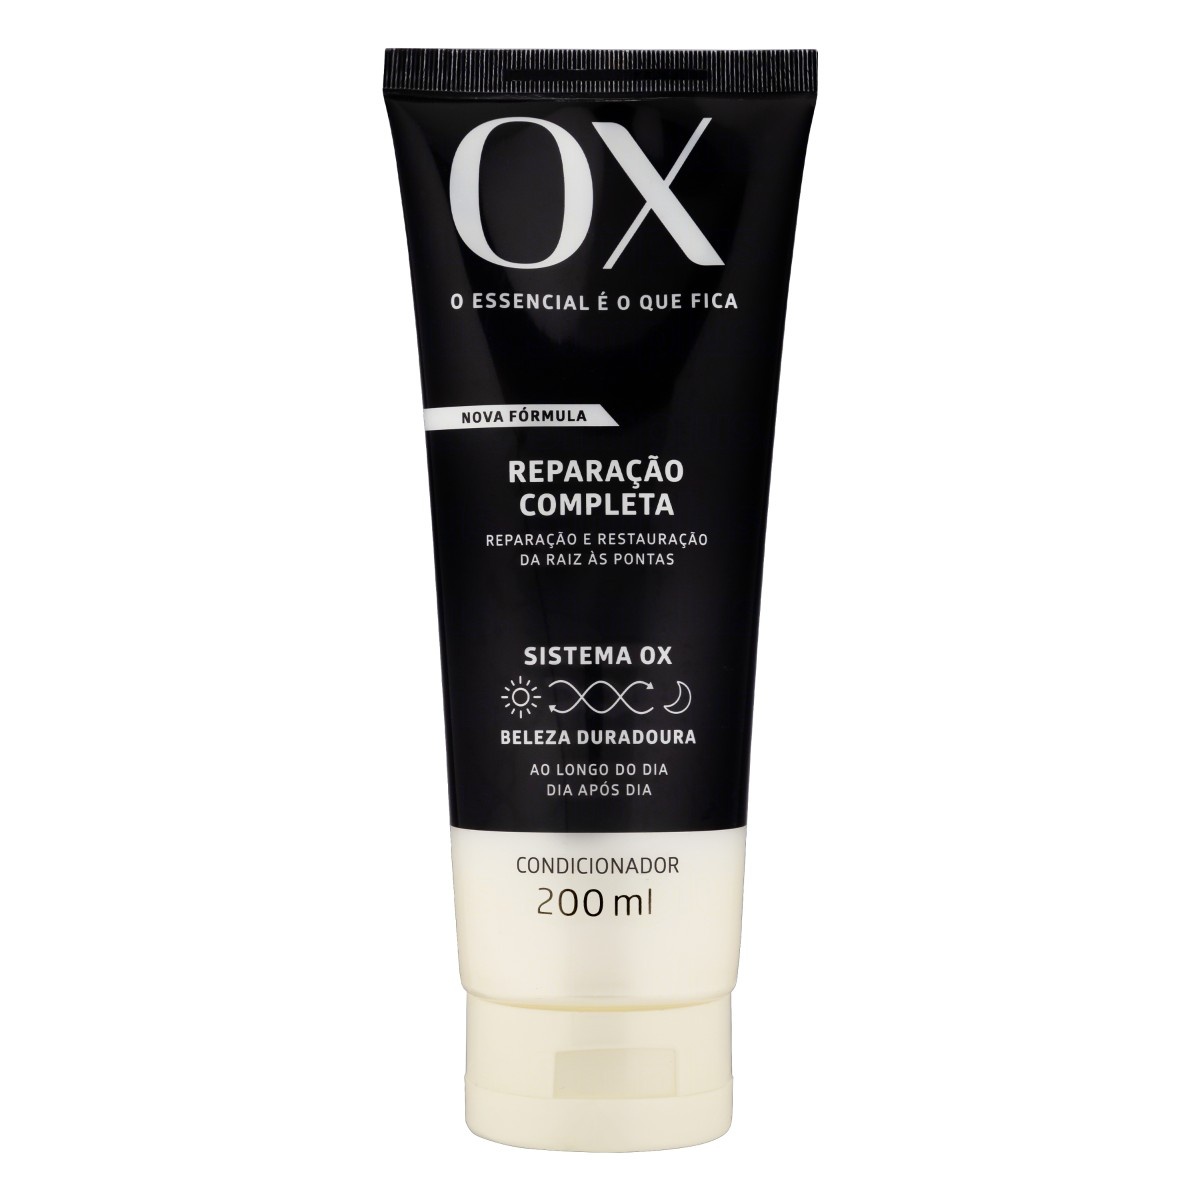 OX
O ESSENCIAL É O QUE FICA
NOVA FÓRMULA
REPARAÇÃO
COMPLETA
REPARAÇÃO E RESTAURAÇÃO
DA RAIZ ÀS PONTAS
SISTEMA OX
BELEZA DURADOURA
AO LONGO DO DIA
DIA APÓS DIA
CONDICIONADOR
200 ml